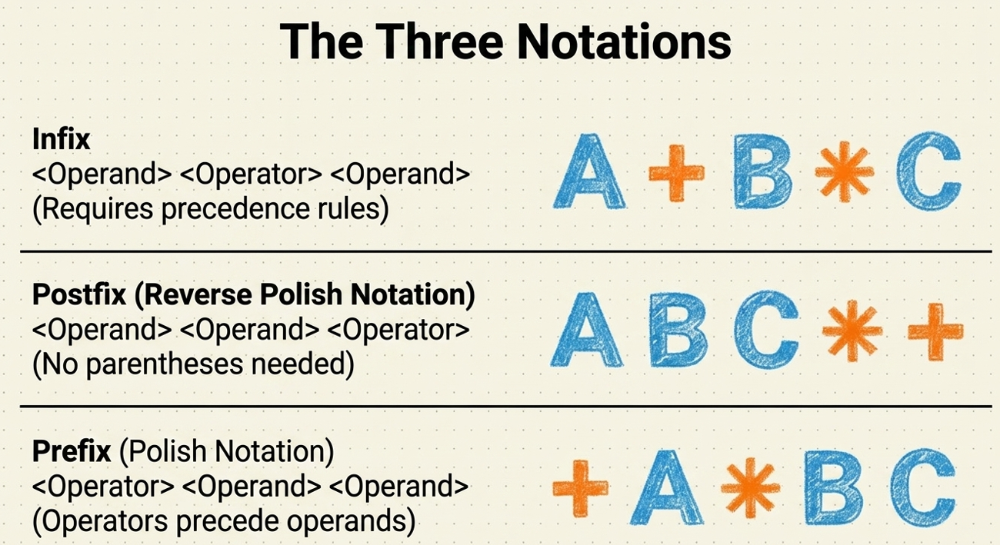 The Three Notations
Infix
<Operand> <Operator> <Operand>
(Requires precedence rules)
A + B * C
Postfix (Reverse Polish Notation)
<Operand> <Operand> <Operator>
(No parentheses needed)
A B C * +
Prefix (Polish Notation)
<Operator> <Operand> <Operand>
(Operators precede operands)
+ A * B C